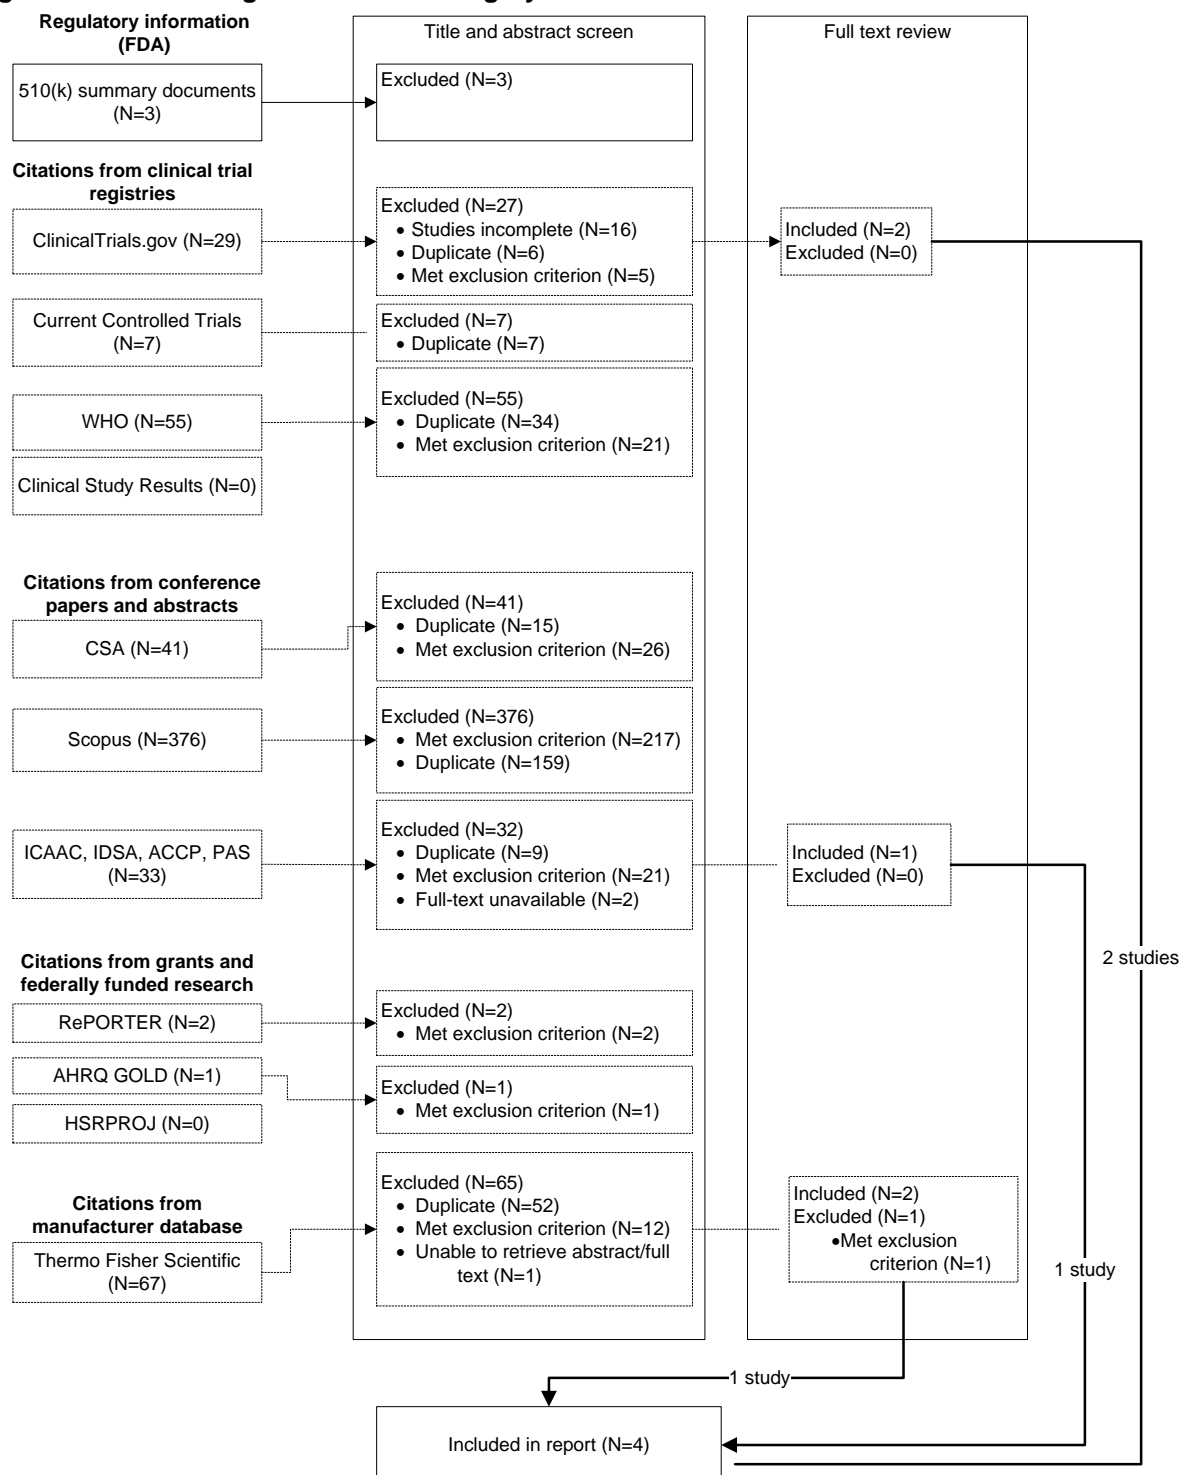 Regulatory information
(FDA)
Title and abstract screen
Full text review
510(k) summary documents
(N=3)
Excluded (N=3)
Citations from clinical trial
registries
ClinicalTrials.gov (N=29)
Excluded (N=27)
• Studies incomplete (N=16)
• Duplicate (N=6)
• Met exclusion criterion (N=5)
Included (N=2)
Excluded (N=0)
Current Controlled Trials
(N=7)
Excluded (N=7)
• Duplicate (N=7)
WHO (N=55)
Excluded (N=55)
• Duplicate (N=34)
• Met exclusion criterion (N=21)
Clinical Study Results (N=0)
Citations from conference
papers and abstracts
CSA (N=41)
Excluded (N=41)
• Duplicate (N=15)
• Met exclusion criterion (N=26)
Scopus (N=376)
Excluded (N=376)
• Met exclusion criterion (N=217)
• Duplicate (N=159)
ICAAC, IDSA, ACCP, PAS
(N=33)
Excluded (N=32)
• Duplicate (N=9)
• Met exclusion criterion (N=21)
• Full-text unavailable (N=2)
Included (N=1)
Excluded (N=0)
Citations from grants and
federally funded research
RePORTER (N=2)
Excluded (N=2)
• Met exclusion criterion (N=2)
AHRQ GOLD (N=1)
Excluded (N=1)
• Met exclusion criterion (N=1)
HSRPROJ (N=0)
Citations from
manufacturer database
Thermo Fisher Scientific
(N=67)
Excluded (N=65)
• Duplicate (N=52)
• Met exclusion criterion (N=12)
• Unable to retrieve abstract/full
text (N=1)
Included (N=2)
Excluded (N=1)
•Met exclusion
criterion (N=1)
2 studies
1 study
1 study
Included in report (N=4)